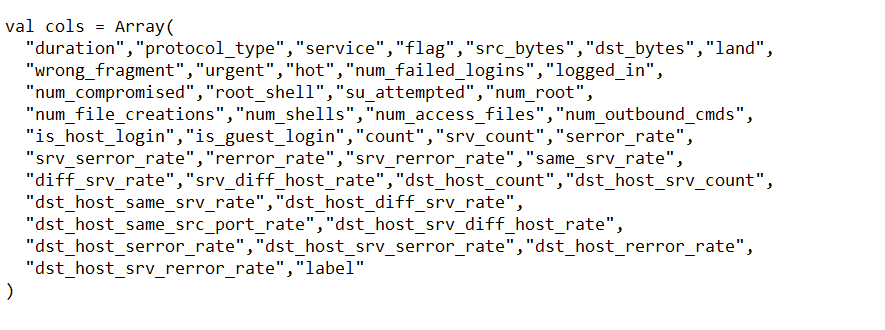 val cols = Array(
"duration","protocol_type","service","flag","src_bytes","dst_bytes","land",
"wrong_fragment","urgent","hot","num_failed_logins","logged_in",
"num_compromised","root_shell","su_attempted","num_root",
"num_file_creations","num_shells","num_access_files","num_outbound_cmds",
"is_host_login","is_guest_login","count","srv_count","serror_rate",
"srv_serror_rate","rerror_rate","srv_rerror_rate","same_srv_rate",
"diff_srv_rate","srv_diff_host_rate","dst_host_count","dst_host_srv_count",
"dst_host_same_srv_rate","dst_host_diff_srv_rate",
"dst_host_same_src_port_rate","dst_host_srv_diff_host_rate",
"dst_host_serror_rate","dst_host_srv_serror_rate","dst_host_rerror_rate",
"dst_host_srv_rerror_rate","label"
)